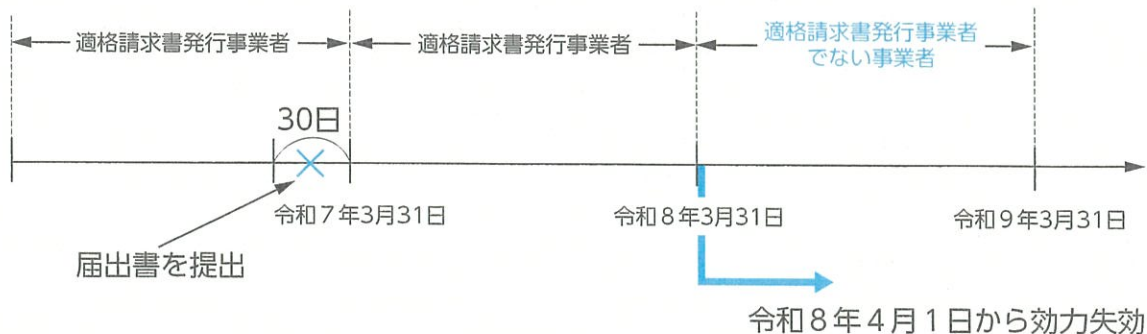 適格請求書発行事業者
適格請求書発行事業者
適格請求書発行事業者
でない事業者
30日
令和7年3月31日
令和8年3月31日
令和9年3月31日
届出書を提出
令和8年4月1日から効力失効